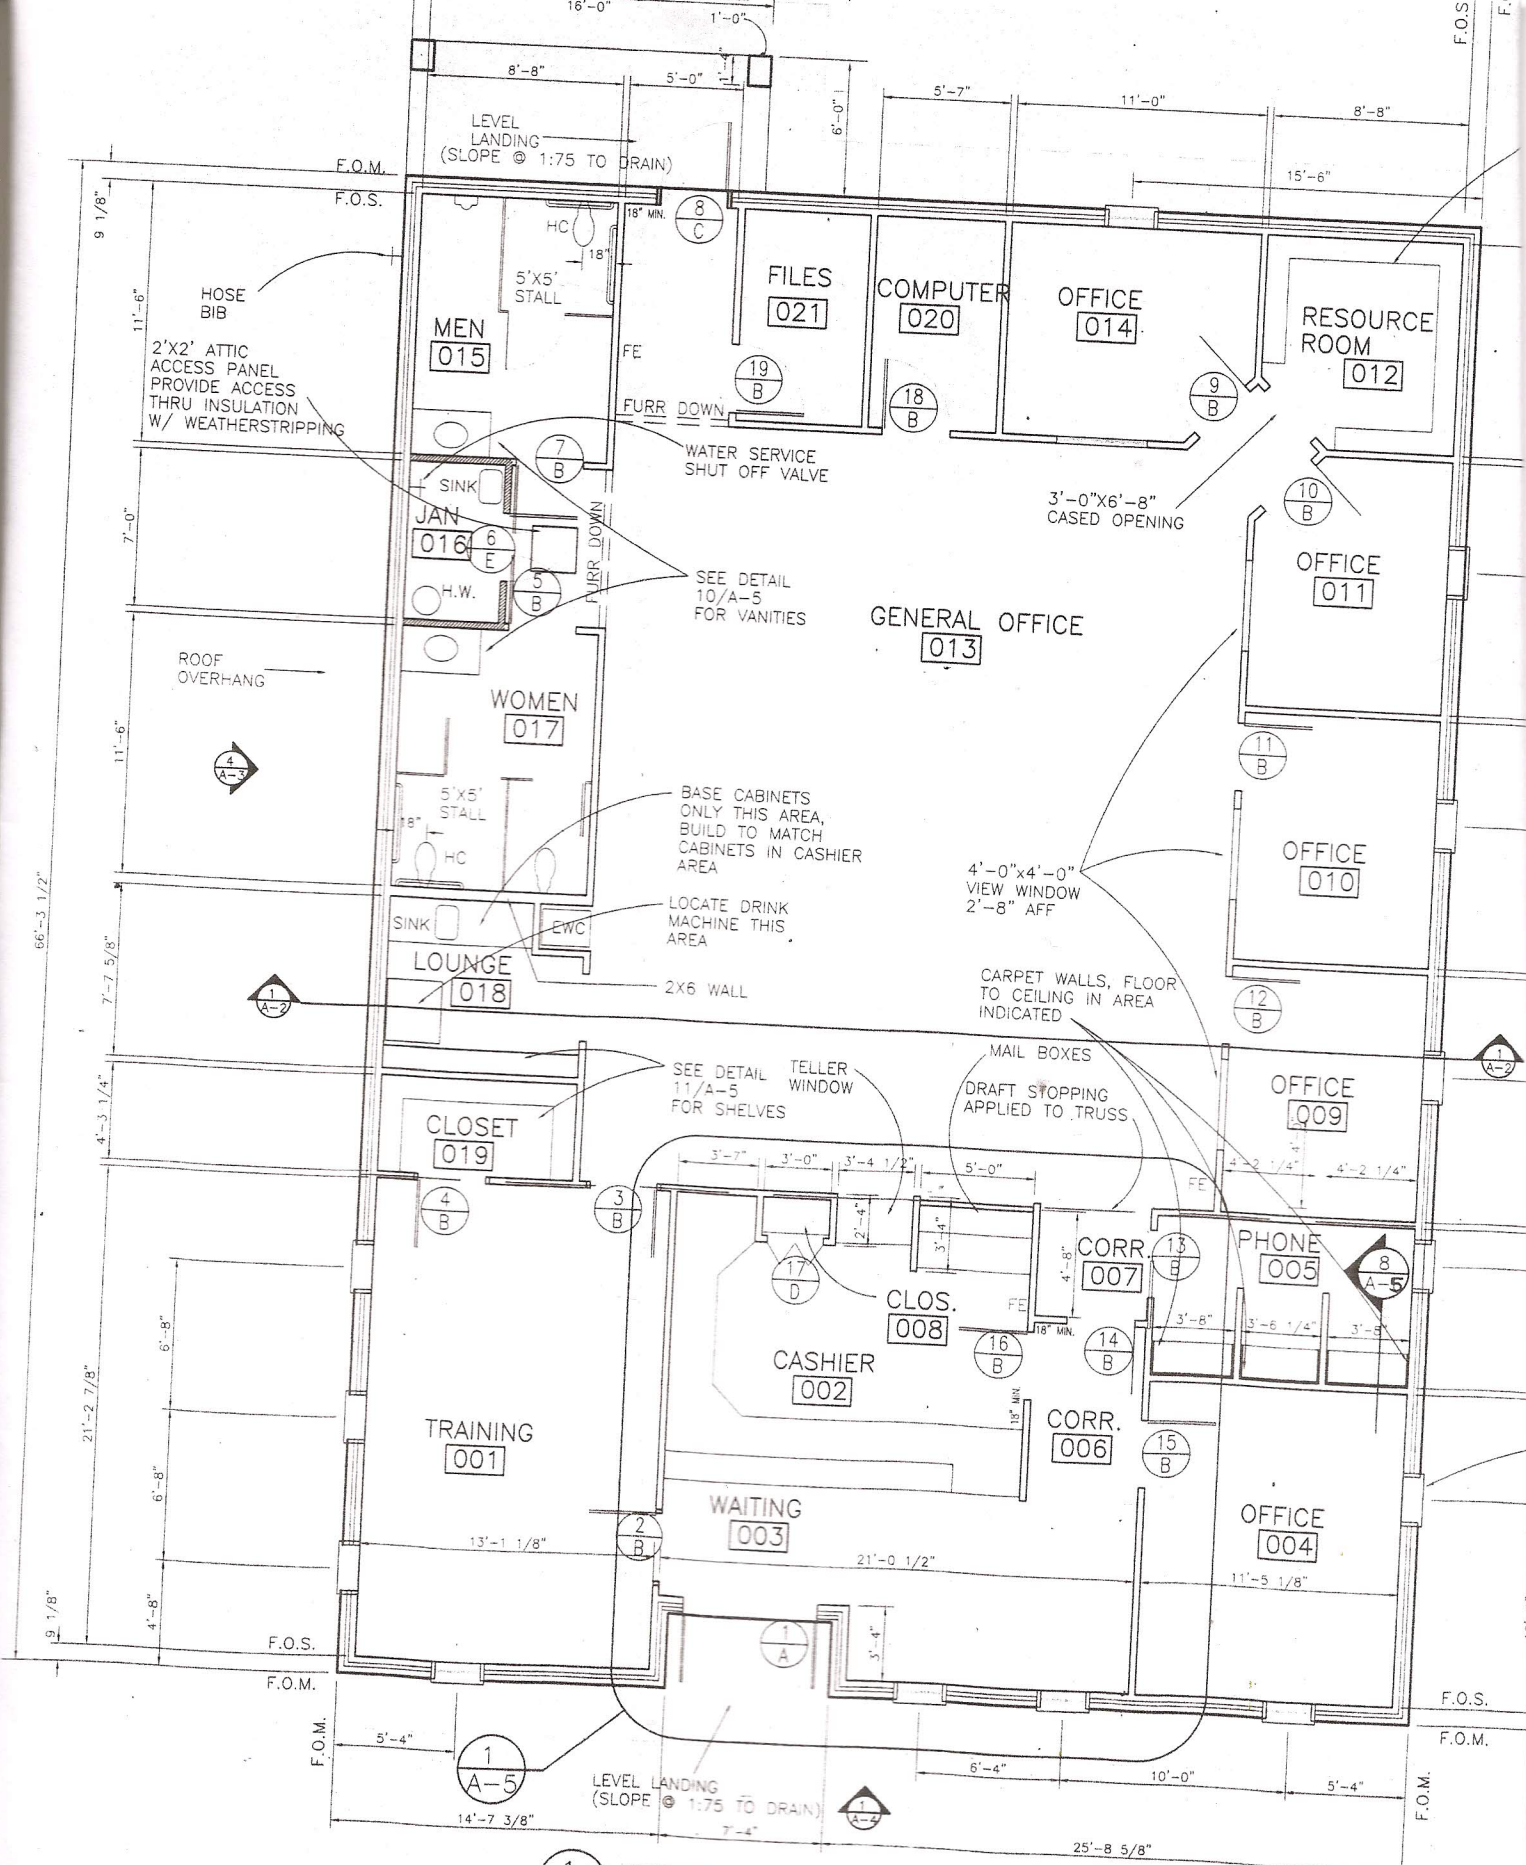 16'-0"
1'-0"
F.O.S
F.
8'-8"
5'-0"
6'-0"
5'-7"
11'-0"
8'-8"
LEVEL
LANDING
(SLOPE @ 1:75 TO DRAIN)
15'-6"
F.O.M.
F.O.S.
9 1/8"
18" MIN.
8
C
HC
18"
5'X5'
STALL
HOSE
BIB
11'-6"
MEN
015
FILES
021
COMPUTER
020
OFFICE
014
RESOURCE
ROOM
012
2'X2' ATTIC
ACCESS PANEL
PROVIDE ACCESS
THRU INSULATION
W/ WEATHERSTRIPPING
FE
19
B
18
B
9
B
FURR DOWN
7
B
WATER SERVICE
SHUT OFF VALVE
SINK
JAN
016
6
E
H.W.
5
B
FURR DOWN
7'-0"
3'-0"X6'-8"
CASED OPENING
10
B
OFFICE
011
SEE DETAIL
10/A-5
FOR VANITIES
GENERAL OFFICE
013
ROOF
OVERHANG
WOMEN
017
11'-6"
4
A-3
11
B
5'X5'
STALL
18"
HC
BASE CABINETS
ONLY THIS AREA,
BUILD TO MATCH
CABINETS IN CASHIER
AREA
4'-0"x4'-0"
VIEW WINDOW
2'-8" AFF
OFFICE
010
66'-3 1/2"
SINK
EWC
LOCATE DRINK
MACHINE THIS
AREA
LOUNGE
018
2X6 WALL
7'-7 5/8"
1
A-2
CARPET WALLS, FLOOR
TO CEILING IN AREA
INDICATED
12
B
1
A-2
MAIL BOXES
SEE DETAIL
11/A-5
FOR SHELVES
TELLER
WINDOW
DRAFT STOPPING
APPLIED TO TRUSS
OFFICE
009
4'-3 1/4"
CLOSET
019
3'-7"
3'-0"
3'-4 1/2"
5'-0"
4'-2 1/4"
4'-2 1/4"
FE
4
B
3
B
2'-4"
3'-4"
4'-8"
CORR.
007
13
B
PHONE
005
8
A-5
17
D
CLOS.
008
FE
18" MIN.
3'-8"
3'-6 1/4"
3'-8"
6'-8"
16
B
14
B
CASHIER
002
18" MIN.
21'-2 7/8"
TRAINING
001
CORR.
006
15
B
6'-8"
WAITING
003
OFFICE
004
13'-1 1/8"
2
B
21'-0 1/2"
11'-5 1/8"
9 1/8"
4'-8"
1
A
3'-4"
F.O.S.
F.O.M.
F.O.S.
F.O.M.
F.O.M.
5'-4"
1
A-5
LEVEL LANDING
(SLOPE @ 1:75 TO DRAIN)
1
A-4
6'-4"
10'-0"
5'-4"
F.O.M.
14'-7 3/8"
7'-4"
25'-8 5/8"
1